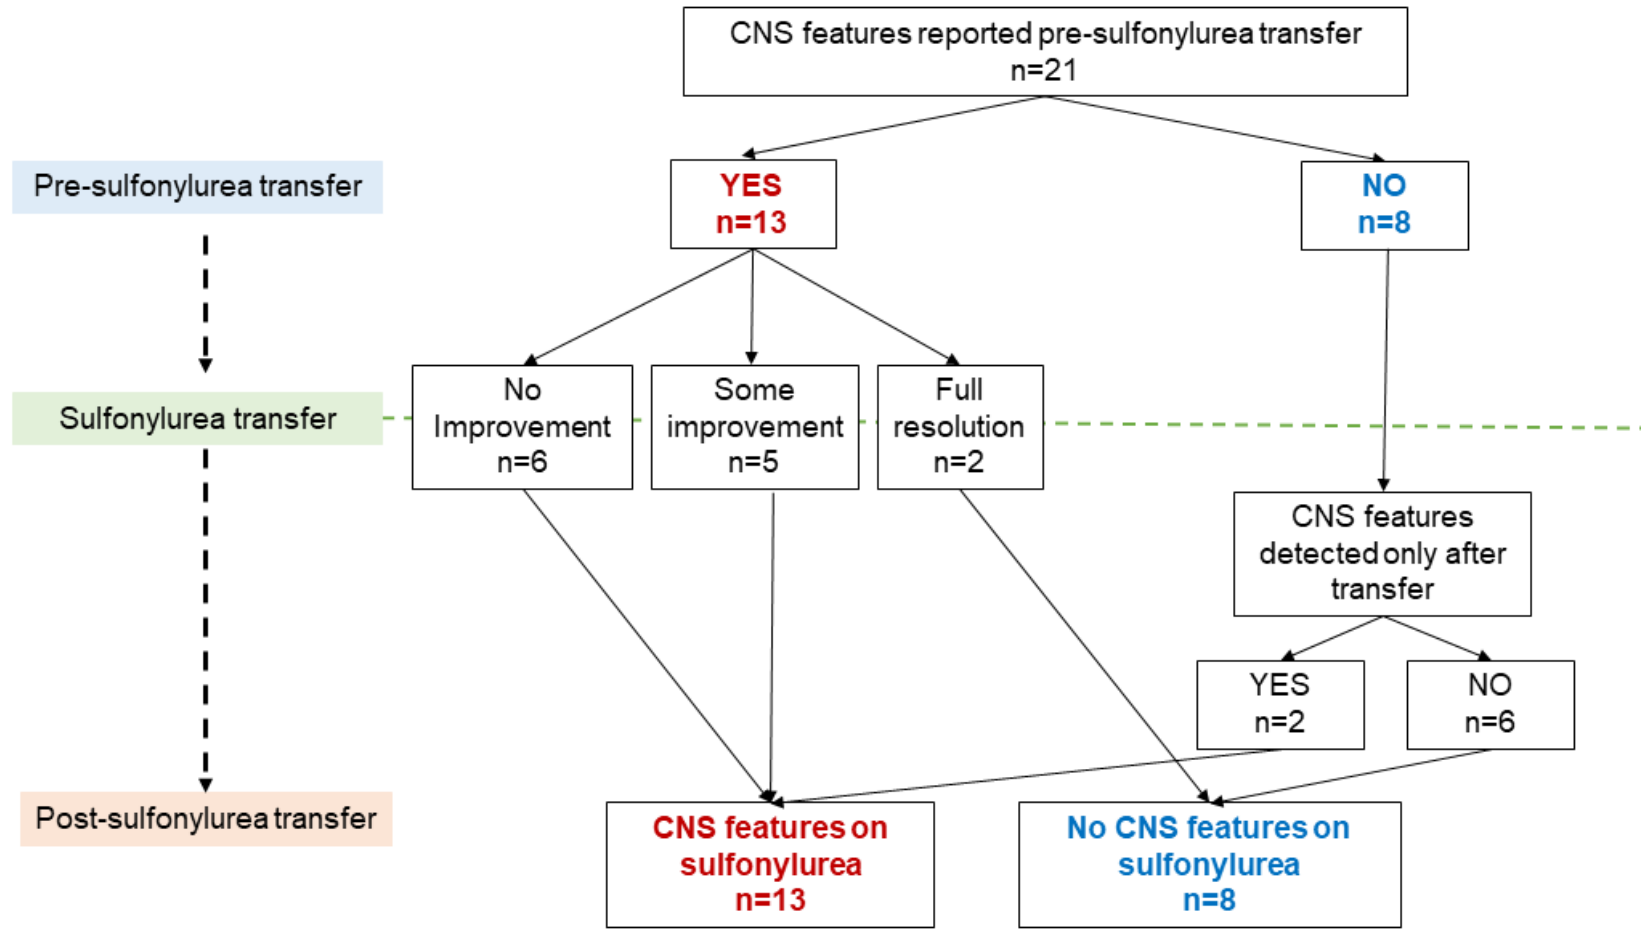 CNS features reported pre-sulfonylurea transfer
n=21
Pre-sulfonylurea transfer
YES
n=13
NO
n=8
Sulfonylurea transfer
No
Improvement
n=6
Some
improvement
n=5
Full
resolution
n=2
CNS features
detected only after
transfer
YES
n=2
NO
n=6
Post-sulfonylurea transfer
CNS features on
sulfonylurea
n=13
No CNS features on
sulfonylurea
n=8